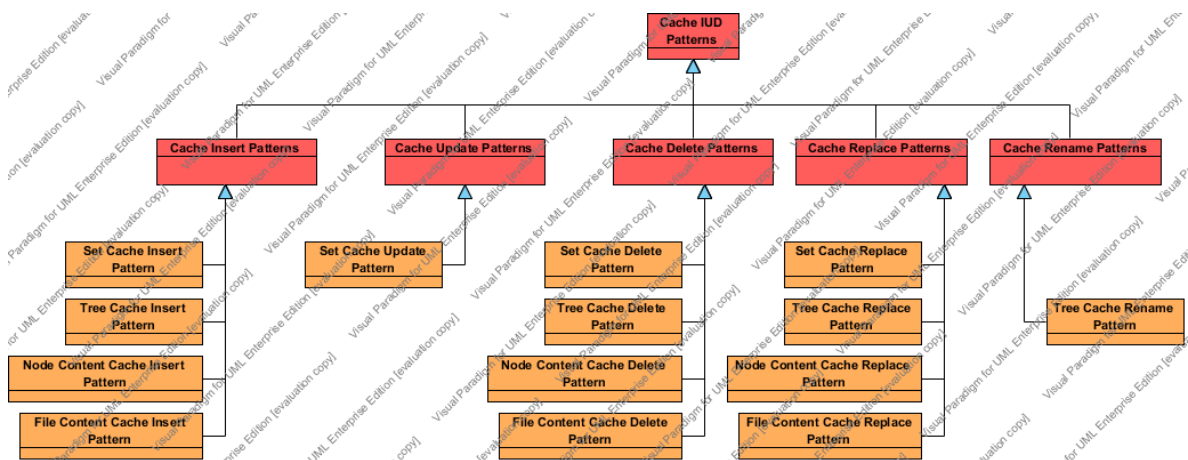 Cache IUD
Patterns
Cache Insert Patterns
Cache Update Patterns
Cache Delete Patterns
Cache Replace Patterns
Cache Rename Patterns
Set Cache Insert
Pattern
Set Cache Update
Pattern
Set Cache Delete
Pattern
Set Cache Replace
Pattern
Tree Cache Insert
Pattern
Tree Cache Delete
Pattern
Tree Cache Replace
Pattern
Tree Cache Rename
Pattern
Node Content Cache Insert
Pattern
Node Content Cache Delete
Pattern
Node Content Cache Replace
Pattern
File Content Cache Insert
Pattern
File Content Cache Delete
Pattern
File Content Cache Replace
Pattern
Visual Paradigm for UML Enterprise Edition [evaluation copy]